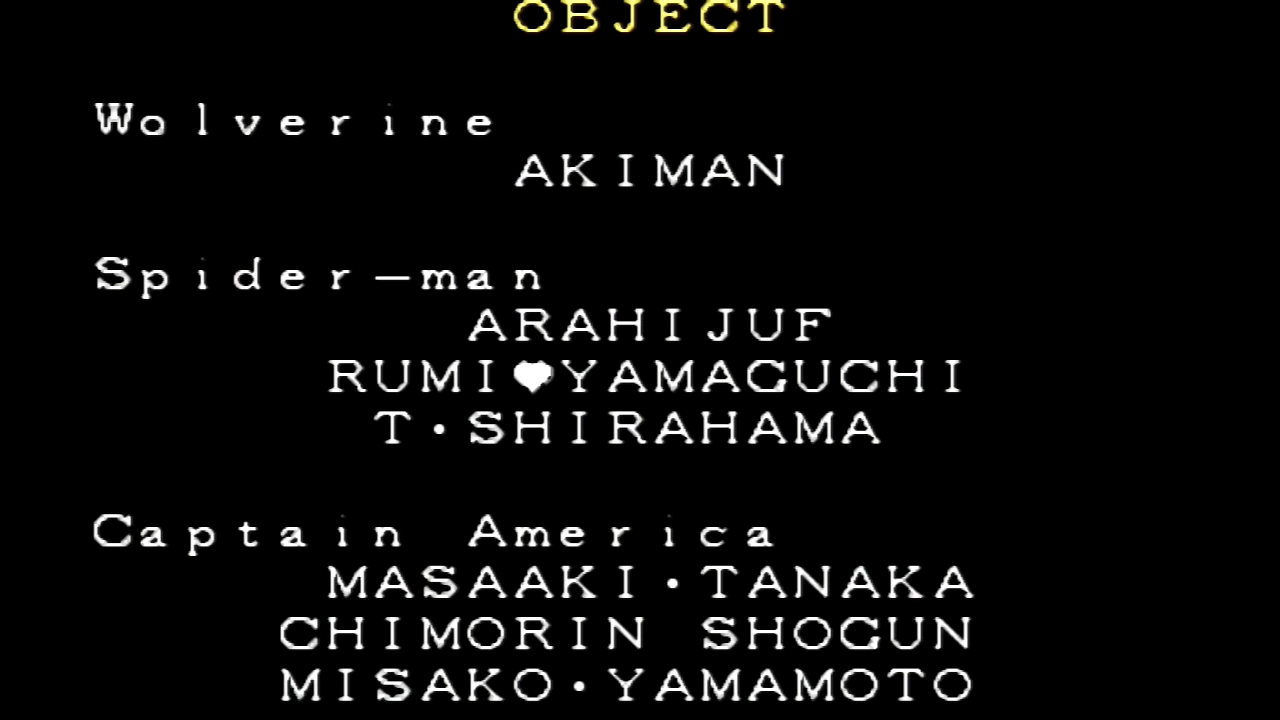 OBJECT
Wolverine
AKIMAN
Spider-man
ARAHIJUF
RUMI♥YAMAGUCHI
T・SHIRAHAMA
Captain America
MASAAKI・TANAKA
CHIMORIN SHOGUN
MISAKO・YAMAMOTO